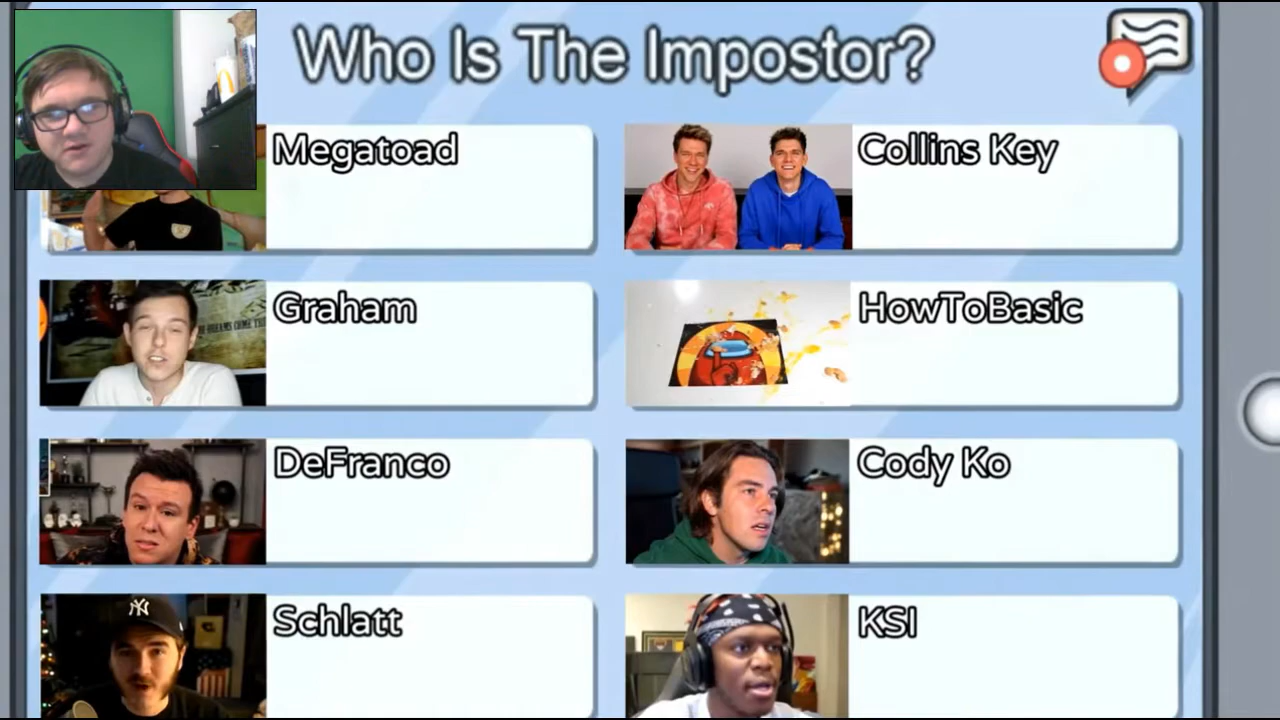 Who Is The Impostor?
Megatoad
Collins Key
Graham
HowToBasic
DeFranco
Cody Ko
Schlatt
KSI